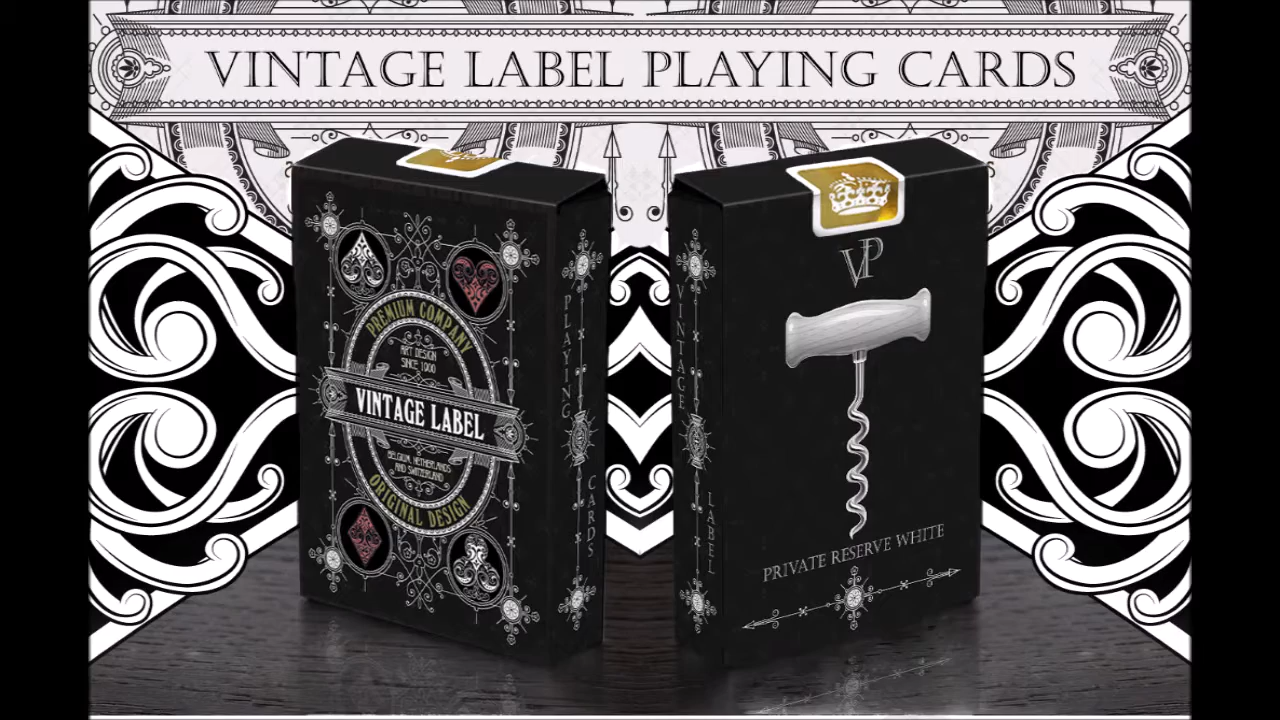 VINTAGE LABEL PLAYING CARDS
PREMIUM COMPANY
ART DESIGN
SINCE 1900
VINTAGE LABEL
BELGIUM, NETHERLANDS
AND SWITZERLAND
ORIGINAL DESIGN
PLAYING
CARDS
VINTAGE
LABEL
VP
PRIVATE RESERVE WHITE